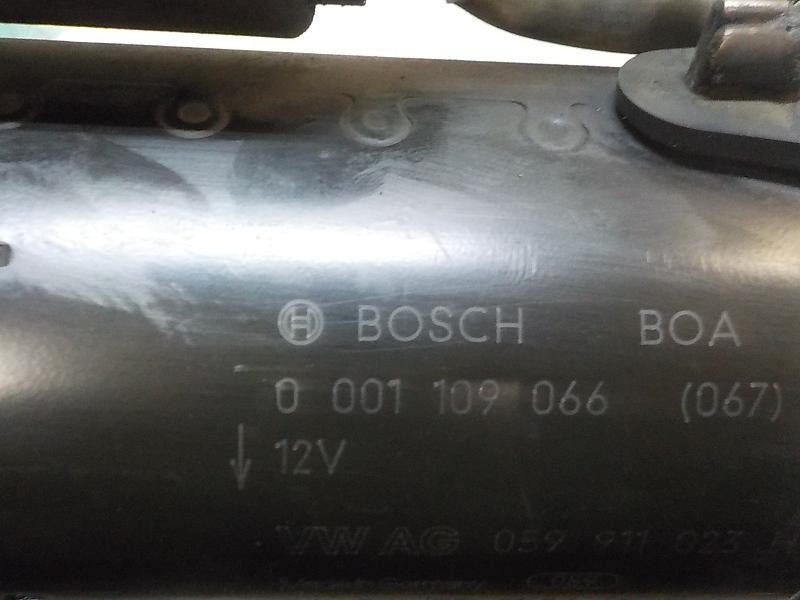 BOSCH BOA
0 001 109 066 (067)
12V
VW AG 059 911 023 H